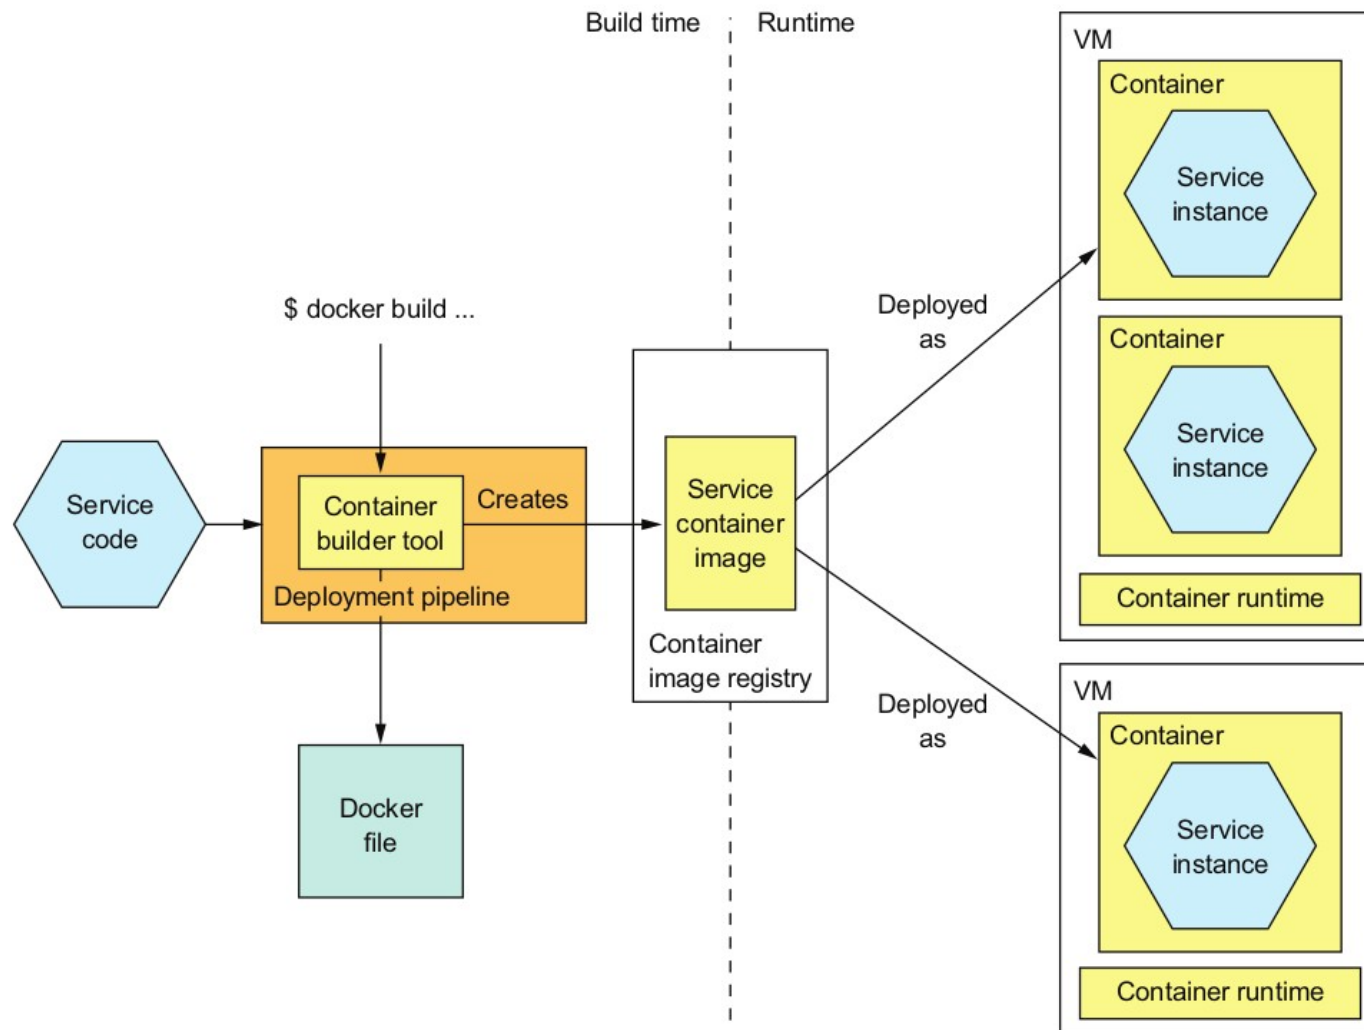 Build time
Runtime
VM
Container
Service
instance
$ docker build ...
Deployed
as
Container
Service
instance
Service
code
Container
builder tool
Creates
Deployment pipeline
Service
container
image
Container
image registry
Container runtime
VM
Deployed
as
Container
Service
instance
Docker
file
Container runtime